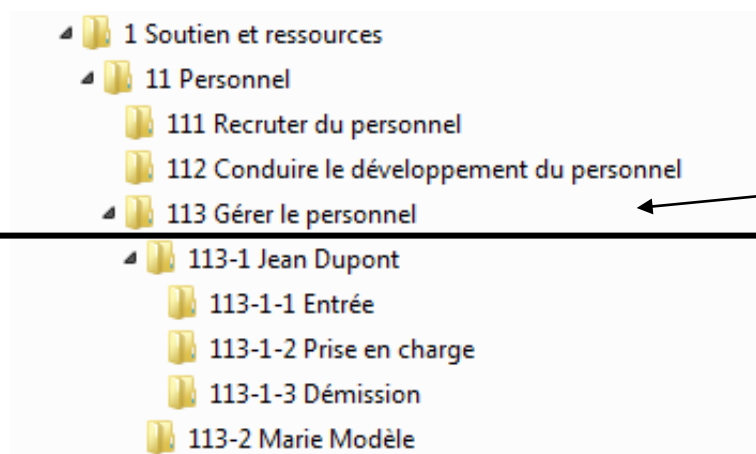 1 Soutien et ressources
11 Personnel
111 Recruter du personnel
112 Conduire le développement du personnel
113 Gérer le personnel
113-1 Jean Dupont
113-1-1 Entrée
113-1-2 Prise en charge
113-1-3 Démission
113-2 Marie Modèle